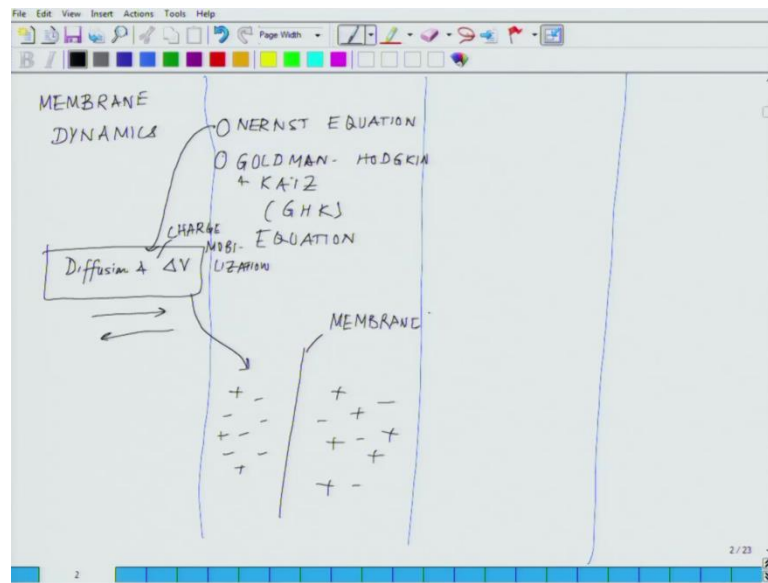 File Edit View Insert Actions Tools Help
Page Width
B I
MEMBRANE
DYNAMICS
NERNST EQUATION
GOLDMAN- HODGKIN
+ KATZ
(GHK)
EQUATION
CHARGE
MOBI-
LIZATION
Diffusion & ΔV
MEMBRANE
+ -
- -
+ - -
- -
+
+ -
- +
+ - +
+
+ -
2 / 23
2